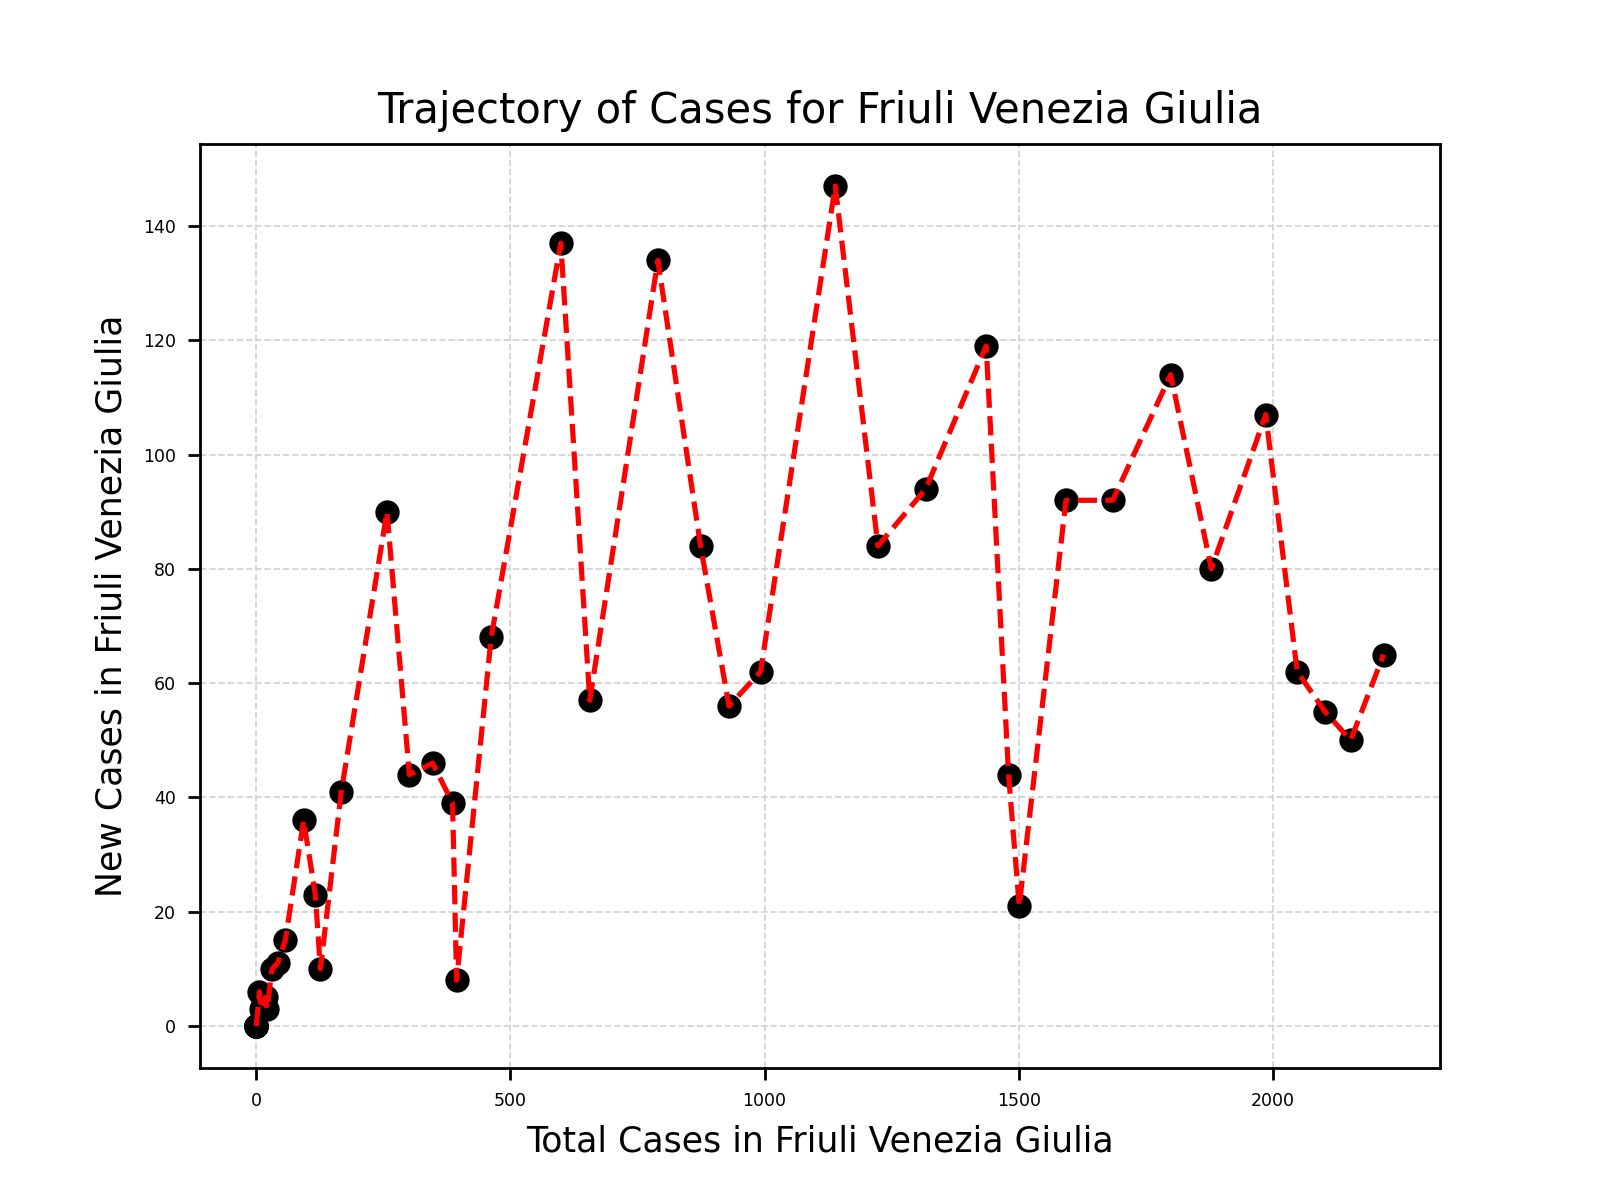 Trajectory of Cases for Friuli Venezia Giulia
New Cases in Friuli Venezia Giulia
140
120
100
80
60
40
20
0
0 500 1000 1500 2000
Total Cases in Friuli Venezia Giulia